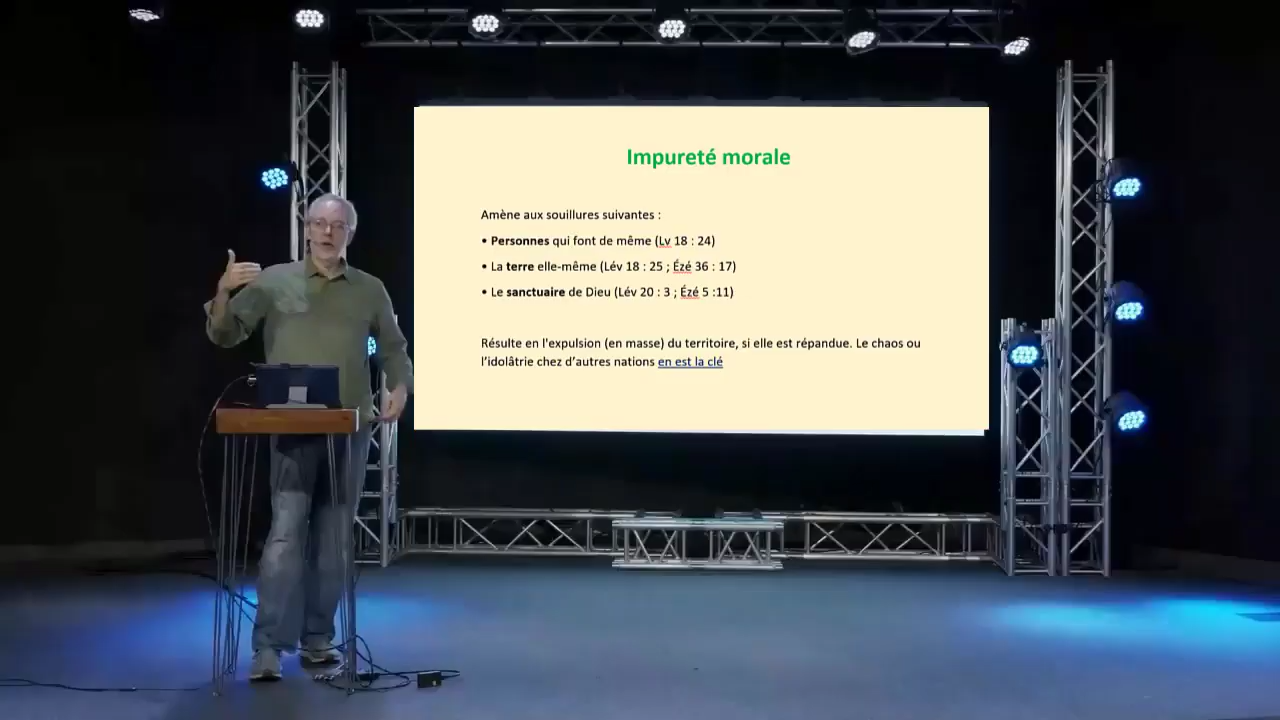 Impureté morale
Amène aux souillures suivantes :
• Personnes qui font de même (Lv 18 : 24)
• La terre elle-même (Lév 18 : 25 ; Ézé 36 : 17)
• Le sanctuaire de Dieu (Lév 20 : 3 ; Ézé 5 :11)
Résulte en l'expulsion (en masse) du territoire, si elle est répandue. Le chaos ou
l'idolâtrie chez d'autres nations en est la clé